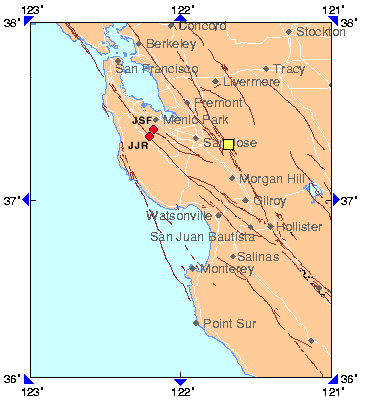 123' 122' 121'
38' 38'
Concord
Stockton
Berkeley
San Francisco
Tracy
Livermore
Fremont
JSF Menlo Park
JJR San Jose
Morgan Hill
37' 37'
Gilroy
Watsonville
Hollister
San Juan Bautista
Salinas
Monterey
Point Sur
36' 36'
123' 122' 121'